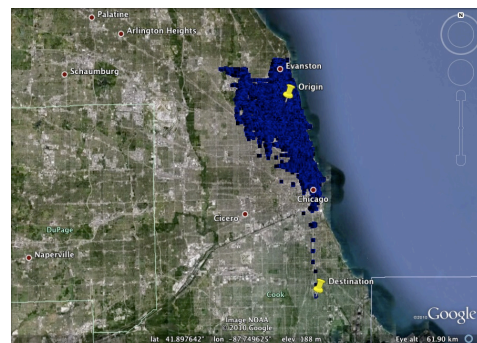 N
Palatine
Arlington Heights
Evanston
Schaumburg
Origin
Chicago
Cicero
DuPage
Naperville
Destination
Cook
Image NOAA
©2010 Google
©2010 Google
lat 41.897642° lon -87.749625° elev 188 m
Eye alt 61.90 km